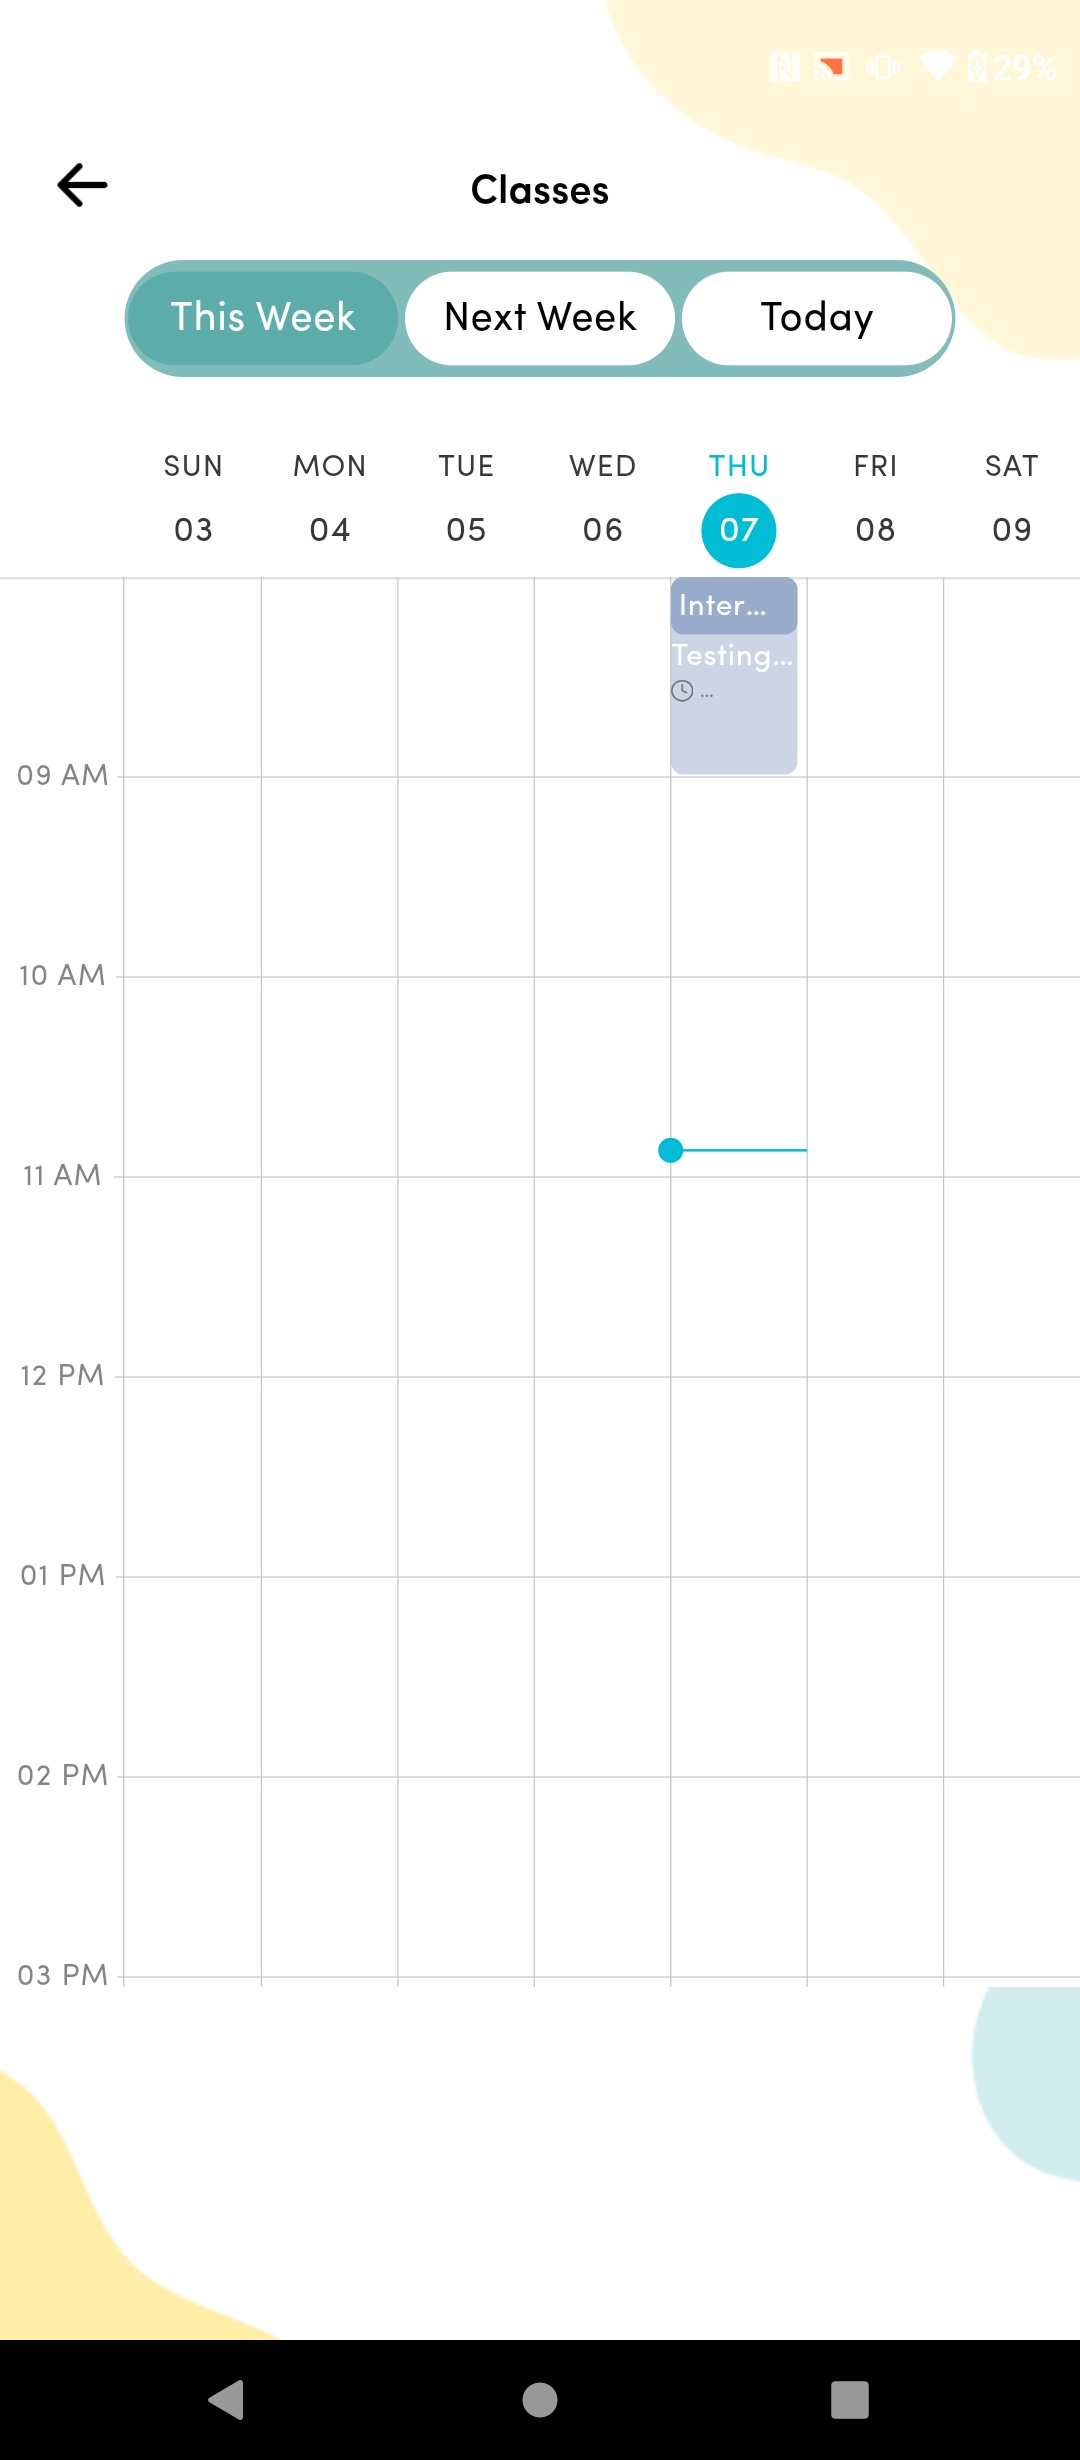 29%
Classes
This Week Next Week Today
SUN MON TUE WED THU FRI SAT
03 04 05 06 07 08 09
Inter...
Testing...
...
09 AM
10 AM
11 AM
12 PM
01 PM
02 PM
03 PM